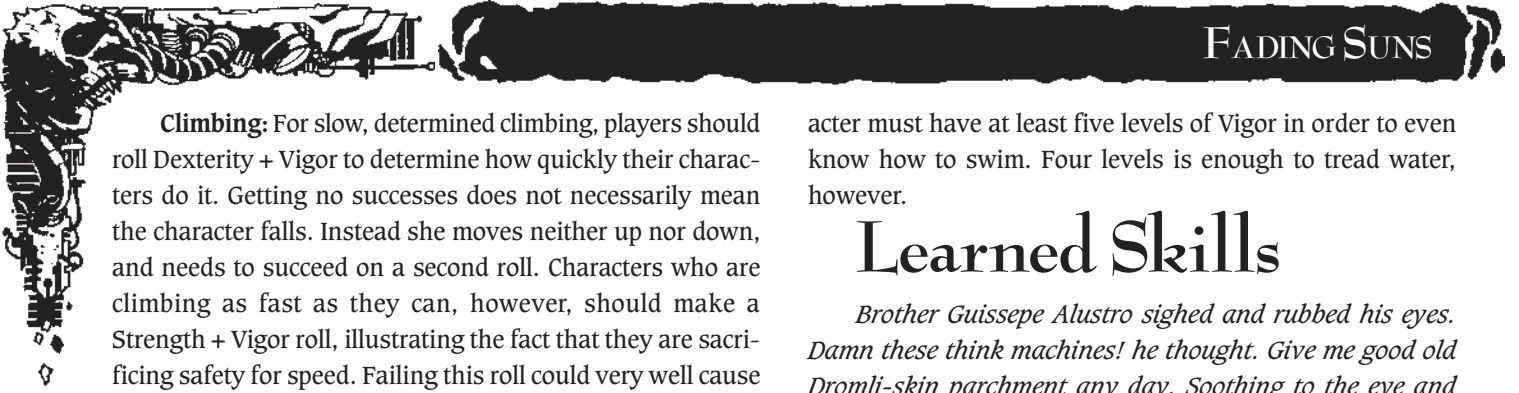 FADING SUNS
Climbing: For slow, determined climbing, players should
roll Dexterity + Vigor to determine how quickly their charac-
ters do it. Getting no successes does not necessarily mean
the character falls. Instead she moves neither up nor down,
and needs to succeed on a second roll. Characters who are
climbing as fast as they can, however, should make a
Strength + Vigor roll, illustrating the fact that they are sacri-
ficing safety for speed. Failing this roll could very well cause
acter must have at least five levels of Vigor in order to even
know how to swim. Four levels is enough to tread water,
however.
Learned Skills
Brother Guissepe Alustro sighed and rubbed his eyes.
Damn these think machines! he thought. Give me good old
Dromli-skin parchment any day. Soothing to the eye and